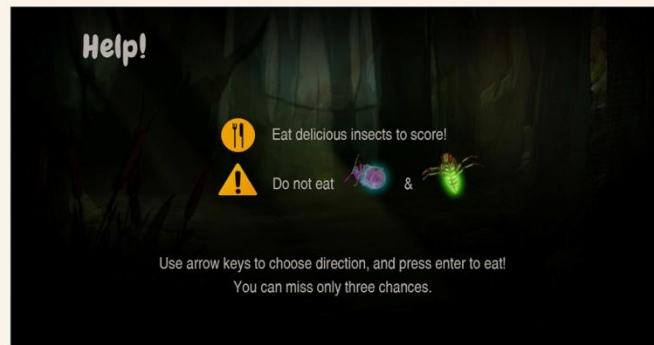 Help!
Eat delicious insects to score!
Do not eat &
Use arrow keys to choose direction, and press enter to eat!
You can miss only three chances.